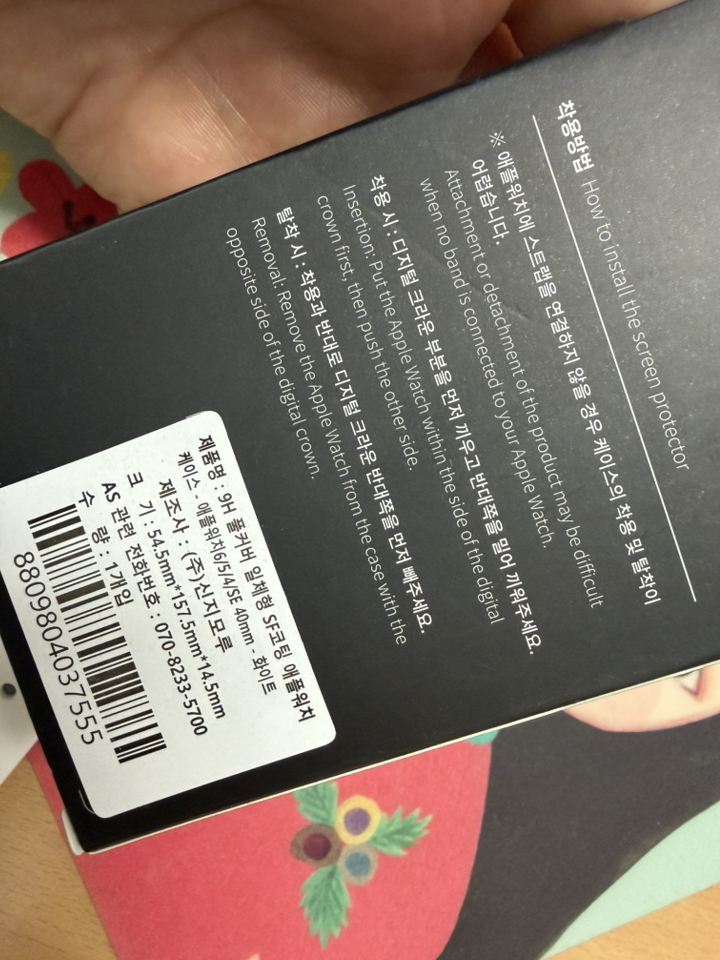 착용방법 How to install the screen protector
※ 애플워치에 스트랩을 연결하지 않을 경우 케이스의 착용 및 탈착이
어렵습니다.
Attachment or detachment of the product may be difficult
when no band is connected to your Apple Watch.
착용 시 : 디지털 크라운 부분을 먼저 끼우고 반대쪽을 밀어 끼워주세요.
Insertion: Put the Apple Watch within the side of the digital
crown first, then push the other side.
탈착 시 : 착용과 반대로 디지털 크라운 반대쪽을 먼저 빼주세요.
Removal: Remove the Apple Watch from the case with the
opposite side of the digital crown.
제품명 : 9H 풀커버 일체형 SF코팅 애플워치
케이스 - 애플워치6/5/4/SE 40mm - 화이트
제조사 : (주)신지모루
크 기 : 54.5mm*157.5mm*14.5mm
AS 관련 전화번호 : 070-8233-5700
수 량 : 1개입
8809804037555